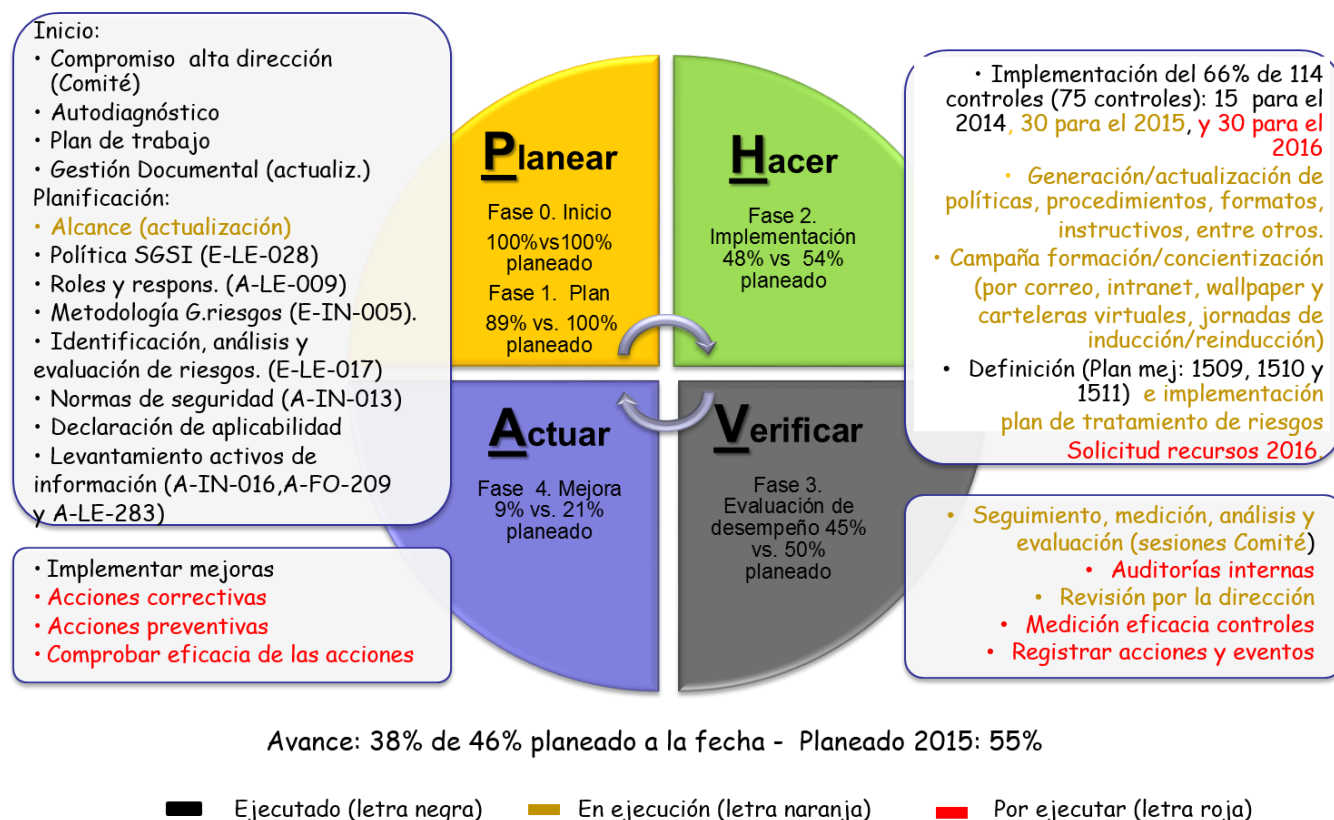 Inicio:
• Compromiso alta dirección
(Comité)
• Autodiagnóstico
• Plan de trabajo
• Gestión Documental (actualiz.)
Planificación:
• Alcance (actualización)
• Política SGSI (E-LE-028)
• Roles y respons. (A-LE-009)
• Metodología G.riesgos (E-IN-005).
• Identificación, análisis y
evaluación de riesgos. (E-LE-017)
• Normas de seguridad (A-IN-013)
• Declaración de aplicabilidad
• Levantamiento activos de
información (A-IN-016,A-FO-209
y A-LE-283)
Planear
Fase 0. Inicio
100%vs100%
planeado
Fase 1. Plan
89% vs. 100%
planeado
Hacer
Fase 2.
Implementación
48% vs 54%
planeado
• Implementación del 66% de 114
controles (75 controles): 15 para el
2014, 30 para el 2015, y 30 para el
2016
• Generación/actualización de
políticas, procedimientos, formatos,
instructivos, entre otros.
• Campaña formación/concientización
(por correo, intranet, wallpaper y
carteleras virtuales, jornadas de
inducción/reinducción)
• Definición (Plan mej: 1509, 1510 y
1511) e implementación
plan de tratamiento de riesgos
Solicitud recursos 2016.
Actuar
Fase 4. Mejora
9% vs. 21%
planeado
Verificar
Fase 3.
Evaluación de
desempeño 45%
vs. 50%
planeado
• Implementar mejoras
• Acciones correctivas
• Acciones preventivas
• Comprobar eficacia de las acciones
• Seguimiento, medición, análisis y
evaluación (sesiones Comité)
• Auditorías internas
• Revisión por la dirección
• Medición eficacia controles
• Registrar acciones y eventos
Avance: 38% de 46% planeado a la fecha - Planeado 2015: 55%
Ejecutado (letra negra) En ejecución (letra naranja) Por ejecutar (letra roja)